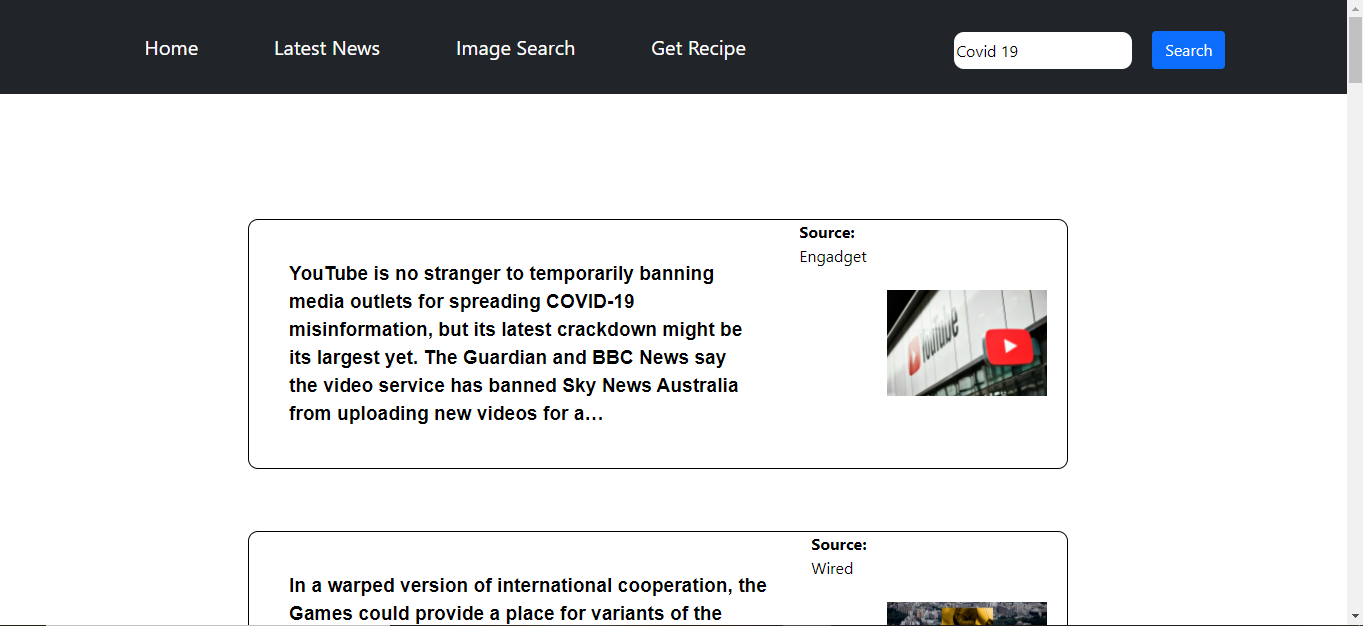 Home Latest News Image Search Get Recipe Covid 19 Search
Source:
Engadget
YouTube is no stranger to temporarily banning
media outlets for spreading COVID-19
misinformation, but its latest crackdown might be
its largest yet. The Guardian and BBC News say
the video service has banned Sky News Australia
from uploading new videos for a…
YouTube
Source:
Wired
In a warped version of international cooperation, the
Games could provide a place for variants of the